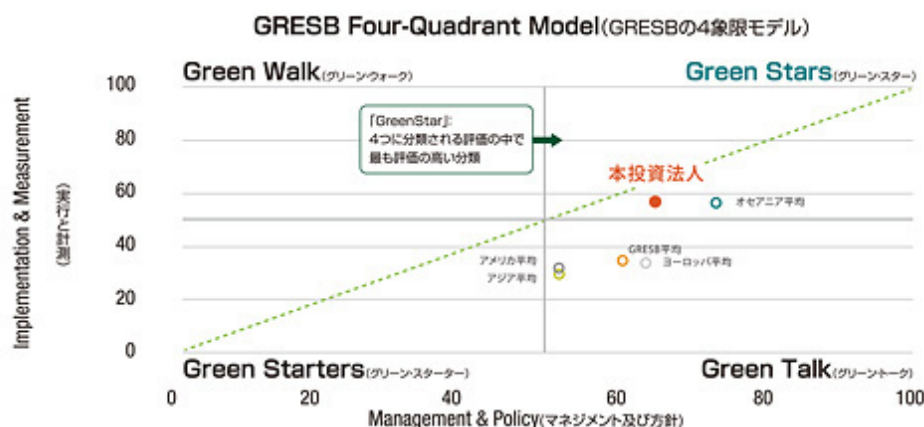 GRESB Four-Quadrant Model(GRESBの4象限モデル)
Green Walk(グリーン・ウォーク)
Green Stars(グリーン・スター)
「GreenStar」:
4つに分類される評価の中で
最も評価の高い分類
本投資法人
オセアニア平均
GRESB平均
アメリカ平均
ヨーロッパ平均
アジア平均
Green Starters(グリーン・スターター)
Green Talk(グリーン・トーク)
Implementation & Measurement
(実行と計測)
100
80
60
40
20
0
0
20
40
60
80
100
Management & Policy(マネジメント及び方針)